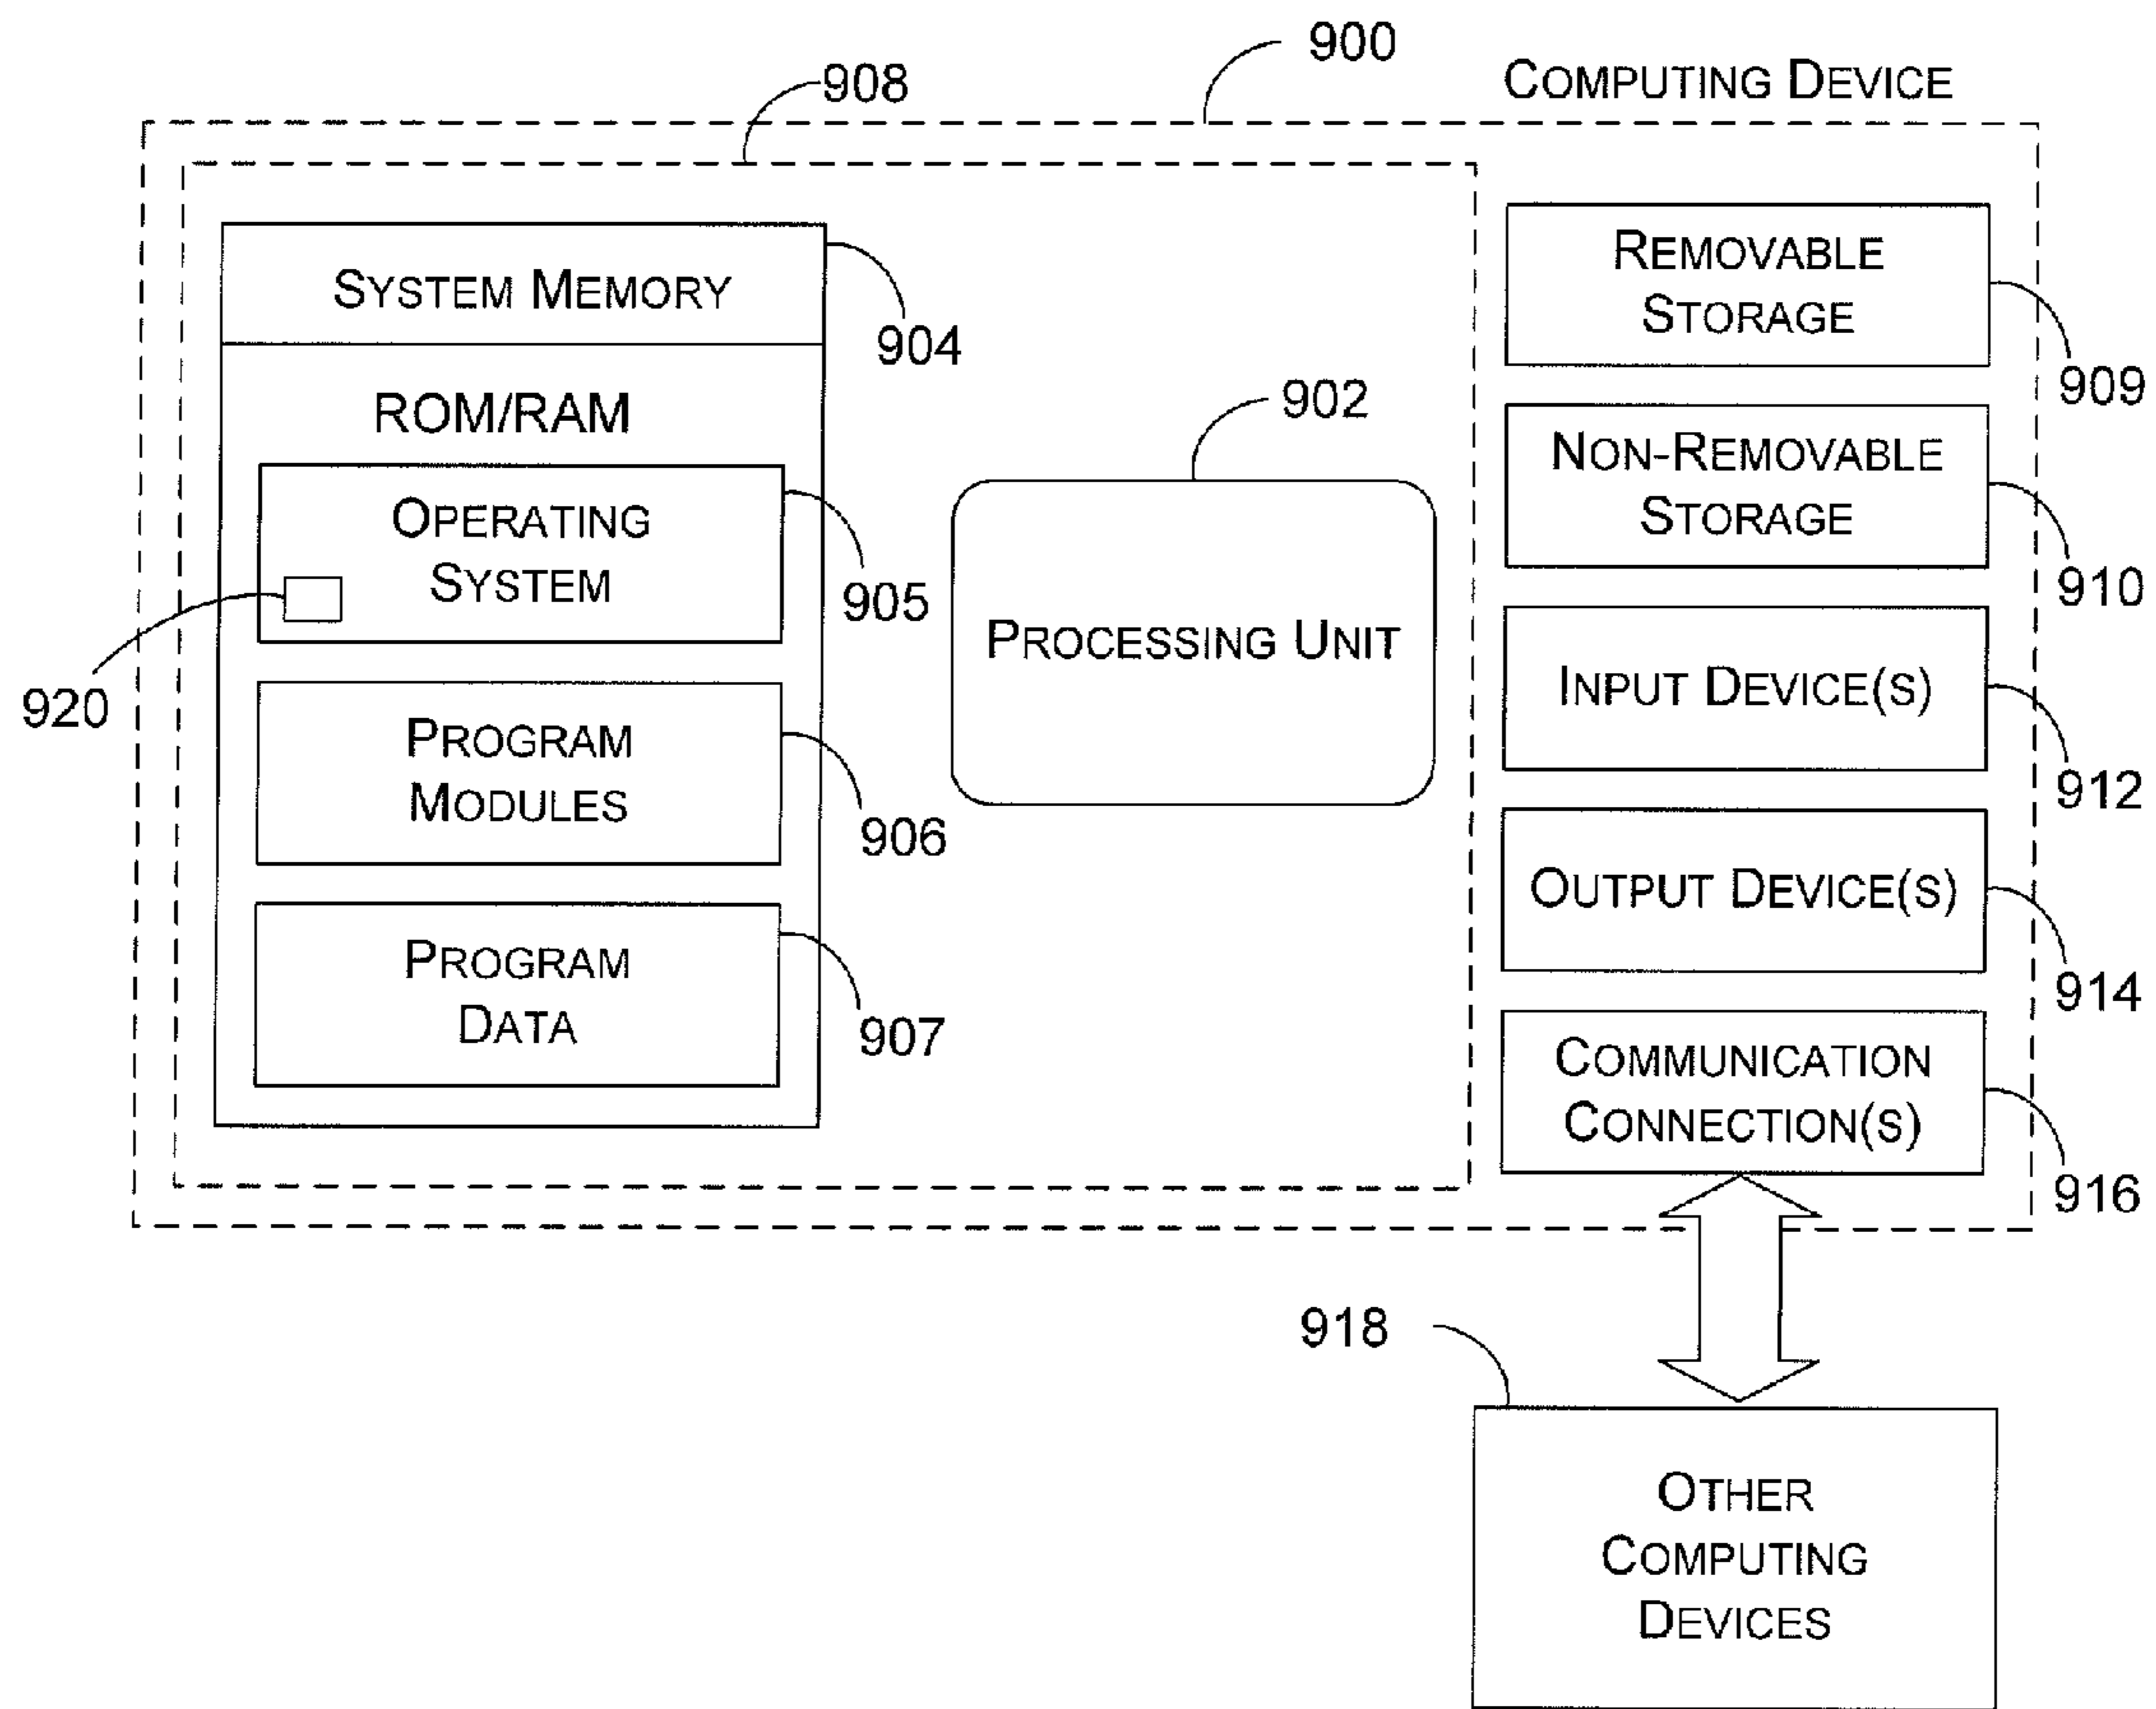 900
COMPUTING DEVICE
908
SYSTEM MEMORY
904
ROM/RAM
OPERATING
SYSTEM
905
920
PROGRAM
MODULES
906
PROGRAM
DATA
907
902
PROCESSING UNIT
REMOVABLE
STORAGE
909
NON-REMOVABLE
STORAGE
910
INPUT DEVICE(S)
912
OUTPUT DEVICE(S)
914
COMMUNICATION
CONNECTION(S)
916
918
OTHER
COMPUTING
DEVICES